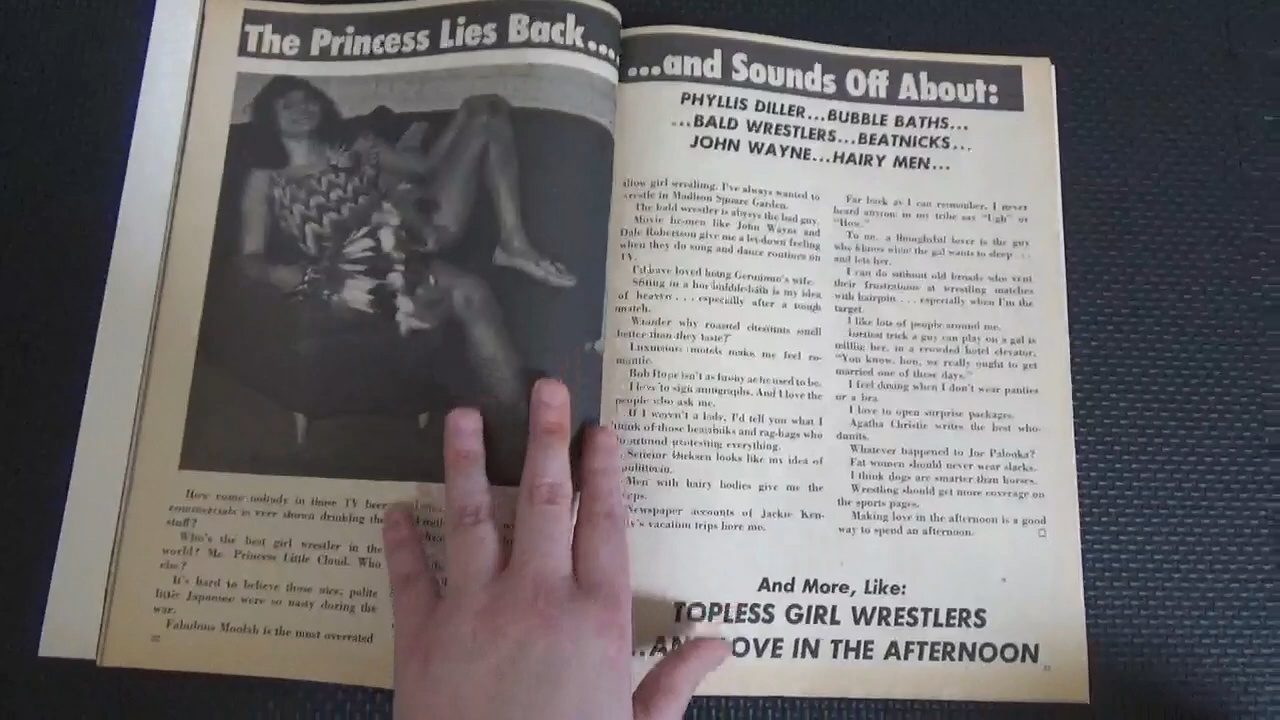 The Princess Lies Back....
How come nobody in those TV beer
commercials is ever shown drinking the
stuff?
Who's the best girl wrestler in the
world? Me. Princess Little Cloud. Who
else?
It's hard to believe those nice, polite
little Japanese were so nasty during the
war.
Fabulous Moolah is the most overrated
22
...and Sounds Off About:
PHYLLIS DILLER...BUBBLE BATHS...
...BALD WRESTLERS...BEATNICKS...
JOHN WAYNE...HAIRY MEN...
allow girl wrestling. I've always wanted to
wrestle in Madison Square Garden.
The bald wrestler is always the bad guy.
Movie he-men like John Wayne and
Dale Robertson give me a let-down feeling
when they do song and dance routines on
TV.
I'd have loved being Geronimo's wife.
Sitting in a hot bubble-bath is my idea
of heaven . . . especially after a tough
match.
Wonder why roasted chestnuts smell
better than they taste?
Luxurious motels make me feel ro-
mantic.
Bob Hope isn't as funny as he used to be.
I love to sign autographs. And I love the
people who ask me.
If I weren't a lady, I'd tell you what I
think of those beatniks and rag-bags who
go around protesting everything.
Senator Dirksen looks like my idea of
politician.
Men with hairy bodies give me the
Newspaper accounts of Jackie Ken-
vacation trips bore me.
Far back as I can remember, I never
heard anyone in my tribe say "Ugh" or
"How."
To me, a thoughtful lover is the guy
who knows when the gal wants to sleep . . .
and lets her.
I can do without old broads who vent
their frustrations at wrestling matches
with hairpin . . . especially when I'm the
target.
I like lots of people around me.
trick a guy can play on a gal is
her, in a crowded hotel elevator,
"You know, hon, we really ought to get
married one of these days."
I feel daring when I don't wear panties
or a bra.
I love to open surprise packages.
Agatha Christie writes the best who-
dunits.
Whatever happened to Joe Palooka?
Fat women should never wear slacks.
I think dogs are smarter than horses.
Wrestling should get more coverage on
the sports pages.
Making love in the afternoon is a good
way to spend an afternoon.
And More, Like:
TOPLESS GIRL WRESTLERS
LOVE IN THE AFTERNOON